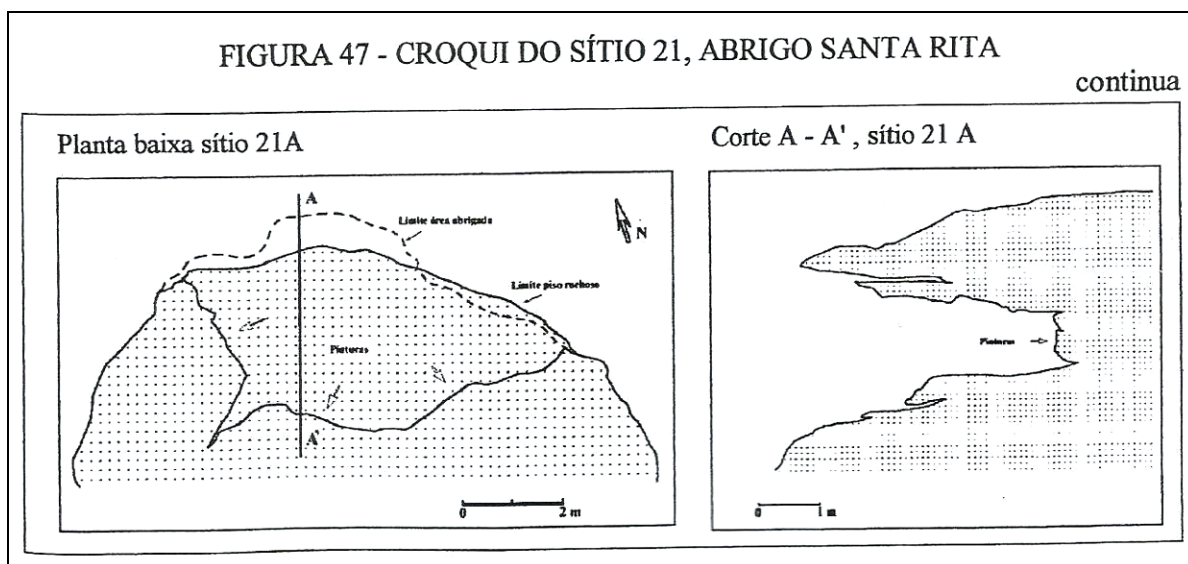 FIGURA 47 - CROQUI DO SÍTIO 21, ABRIGO SANTA RITA
continua
Planta baixa sítio 21A
A
Limite área abrigada
N
Limite piso rochoso
Pinturas
A'
0 2 m
Corte A - A' , sítio 21 A
Pinturas
0 1 m